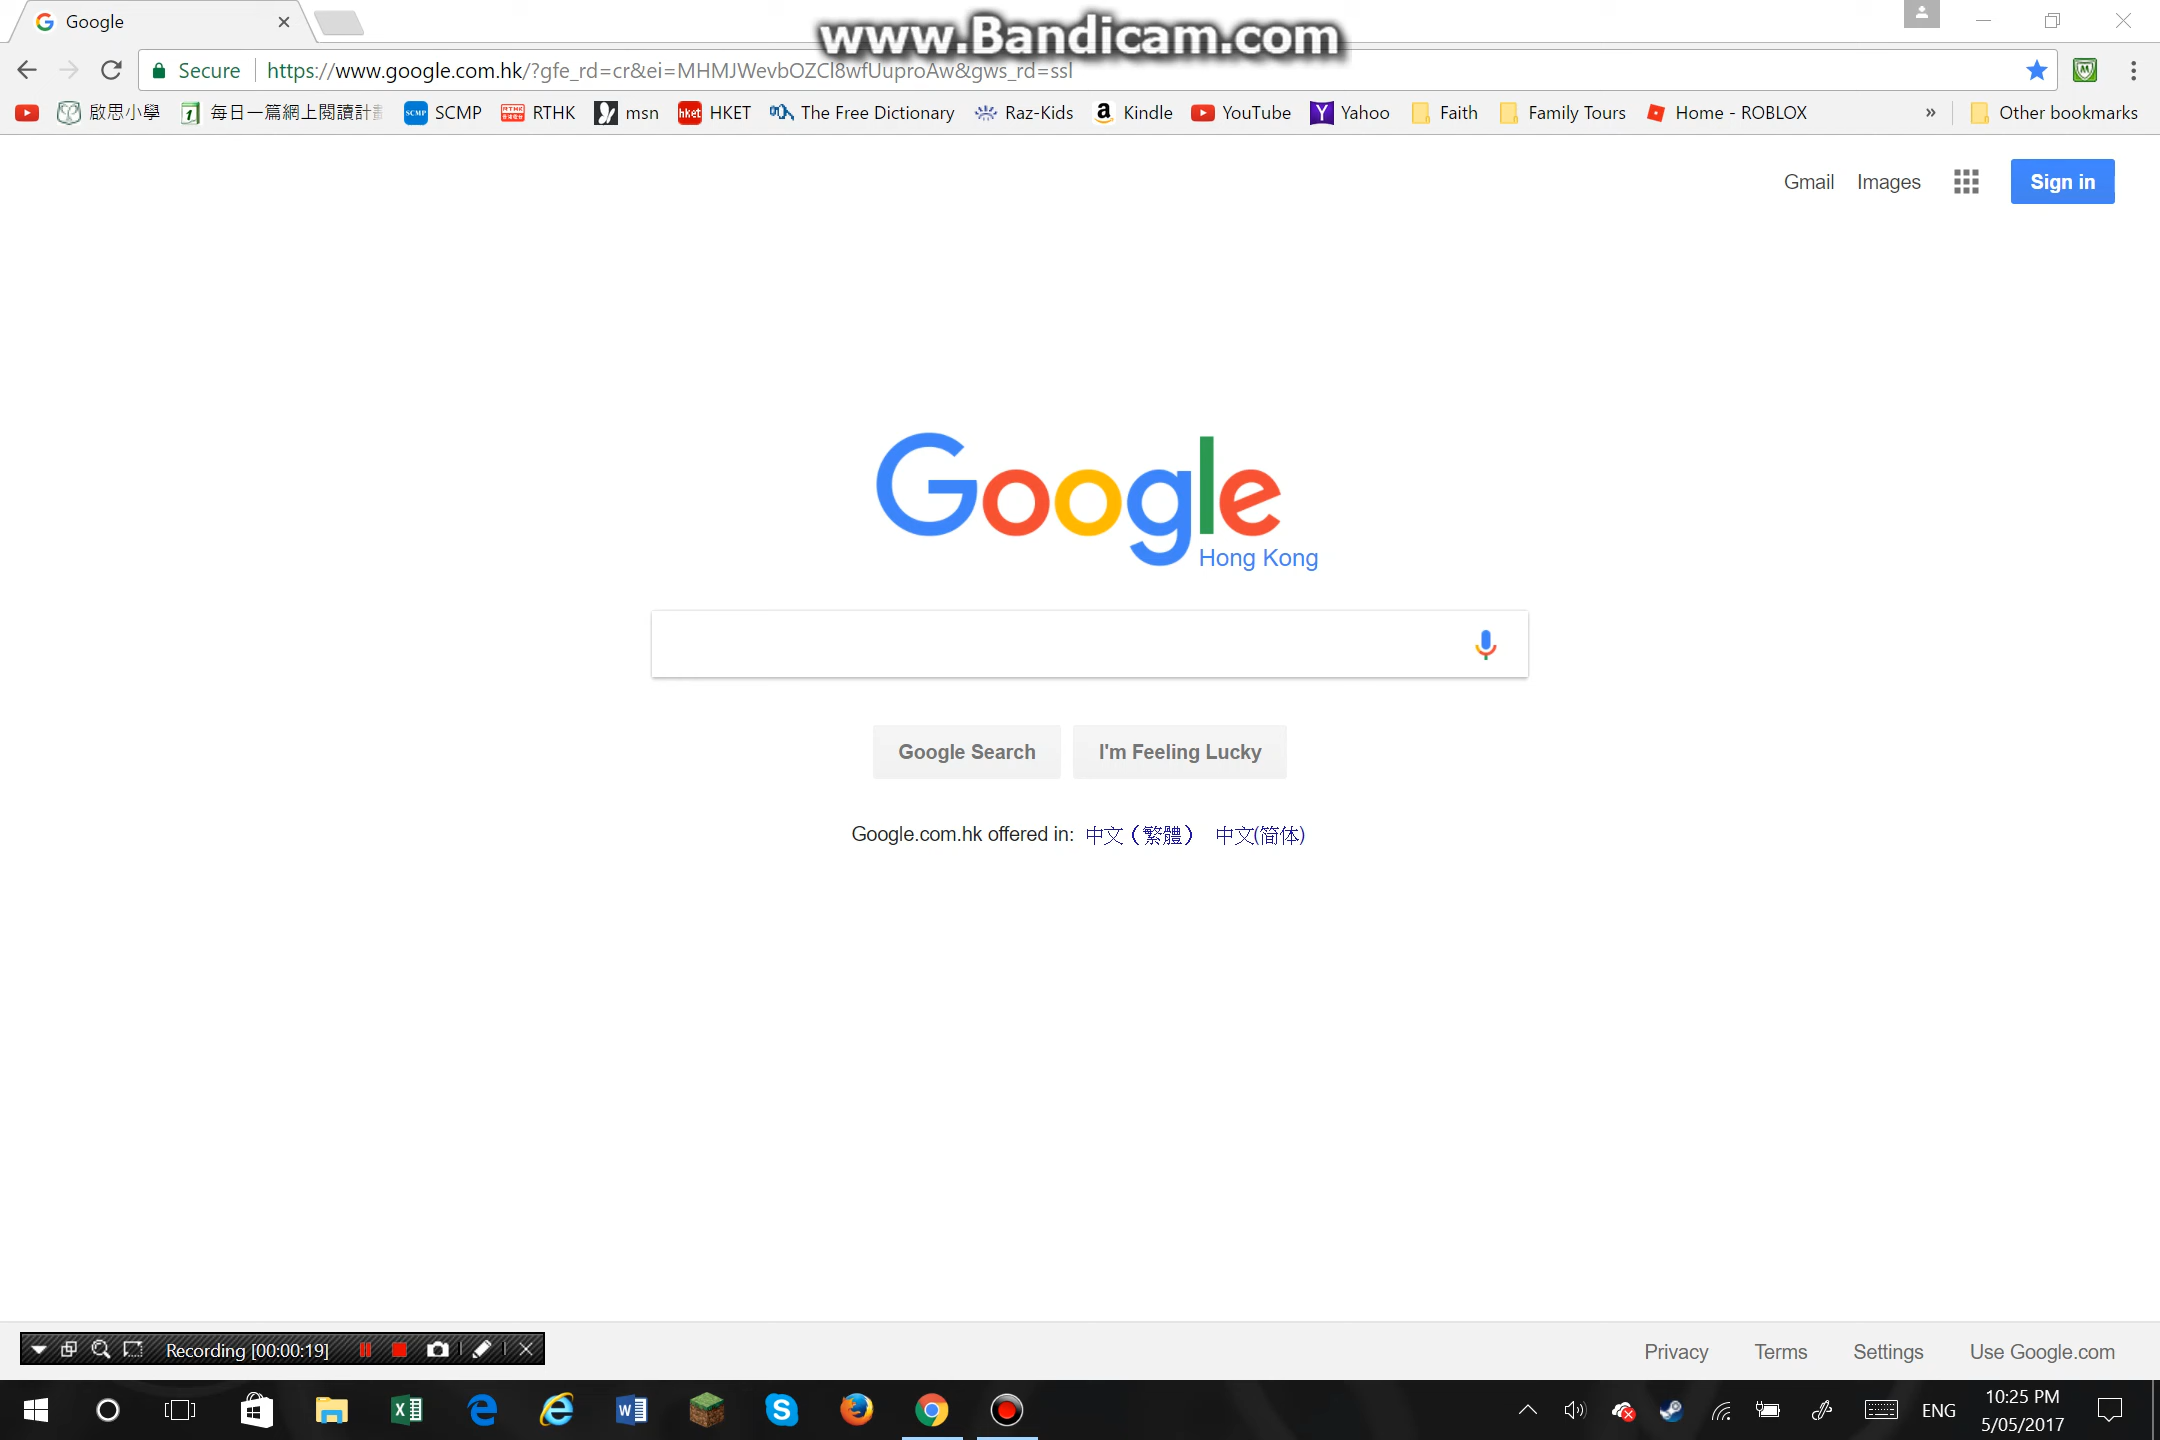 Google
www.Bandicam.com
Secure https://www.google.com.hk/?gfe_rd=cr&ei=MHMJWevbOZCl8wfUuproAw&gws_rd=ssl
啟思小學 每日一篇網上閱讀計 SCMP SCMP RTHK RTHK msn hket HKET The Free Dictionary Raz-Kids Kindle YouTube Yahoo Faith Family Tours Home - ROBLOX » Other bookmarks
Gmail Images Sign in
Google
Hong Kong
Google Search I'm Feeling Lucky
Google.com.hk offered in: 中文（繁體） 中文(简体)
Recording [00:00:19] Privacy Terms Settings Use Google.com
ENG 10:25 PM
5/05/2017